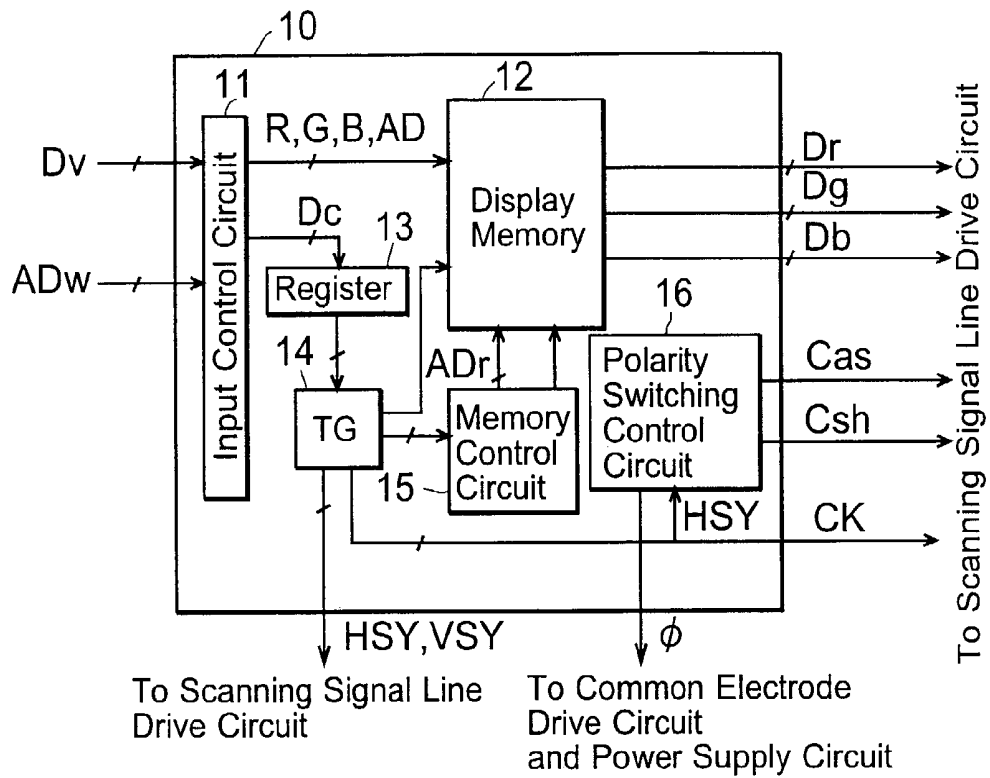 10
11
12
R,G,B,AD
Dv
Input Control Circuit
Dr
Dg
Display
Memory
Dc
13
Db
ADw
Register
16
14
ADr
Polarity
Switching
Control
Circuit
Cas
TG
Memory
Control
Circuit
15
Csh
HSY
CK
To Scanning Signal Line Drive Circuit
HSY,VSY
ϕ
To Scanning Signal Line
Drive Circuit
To Common Electrode
Drive Circuit
and Power Supply Circuit